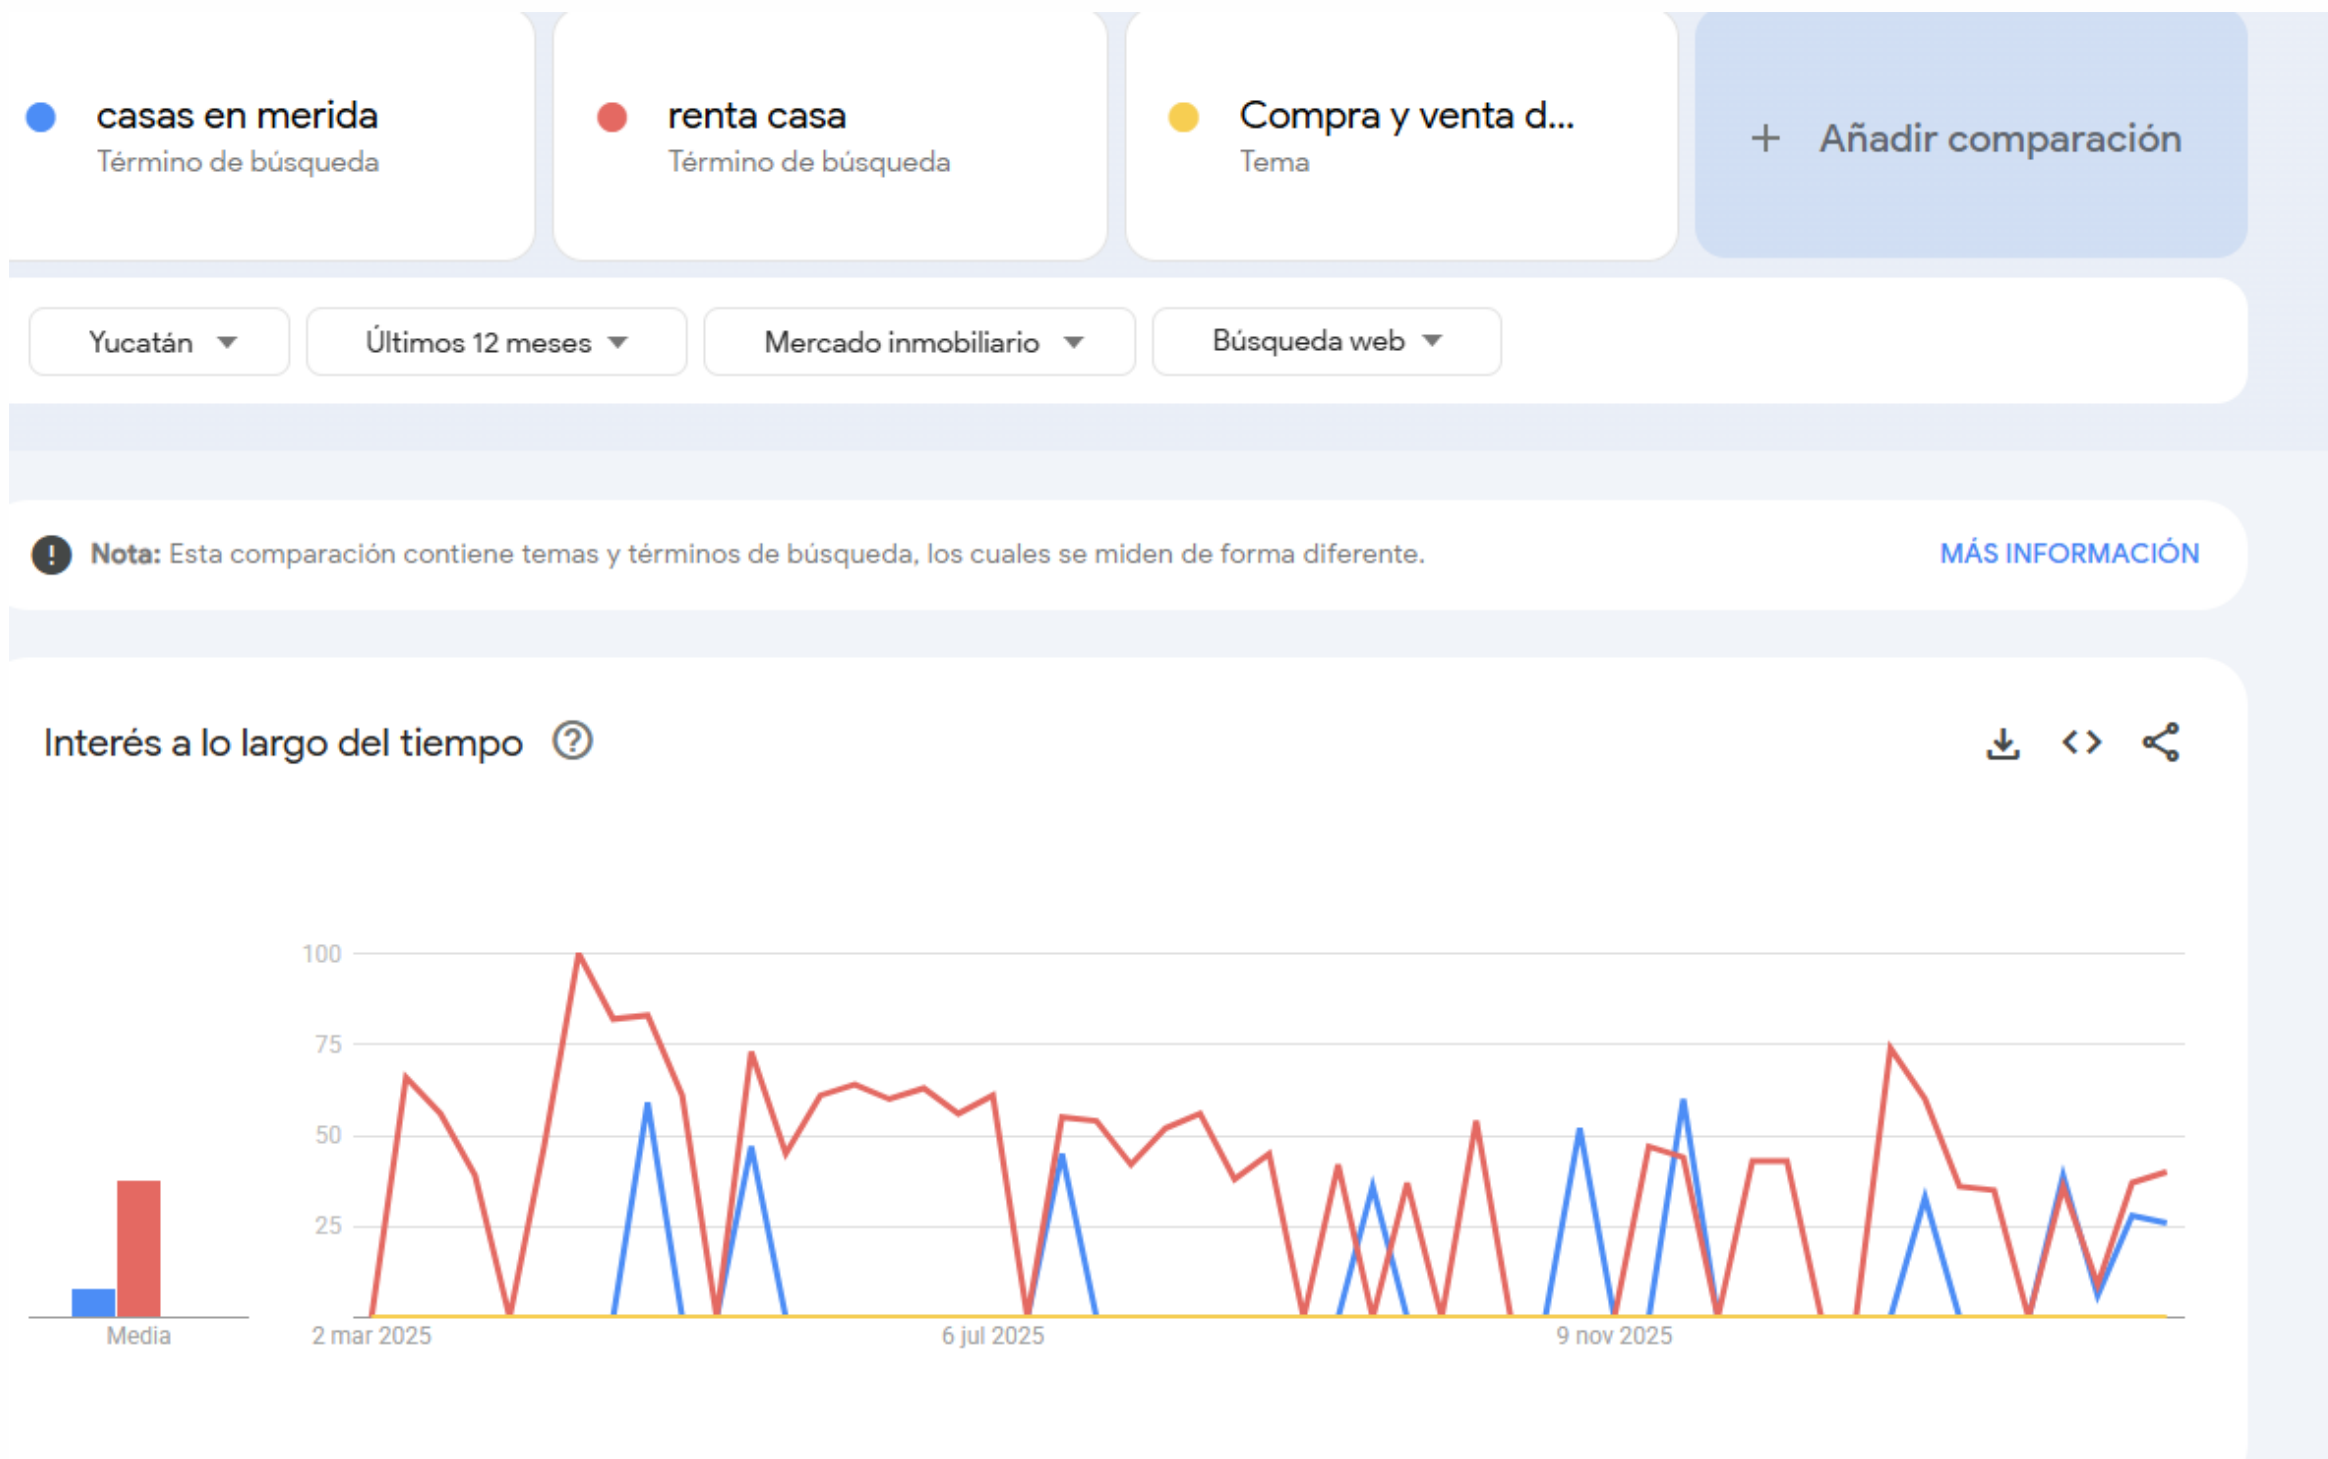 casas en merida
Término de búsqueda
renta casa
Término de búsqueda
Compra y venta d...
Tema
+ Añadir comparación
Yucatán
Últimos 12 meses
Mercado inmobiliario
Búsqueda web
Nota: Esta comparación contiene temas y términos de búsqueda, los cuales se miden de forma diferente.
MÁS INFORMACIÓN
Interés a lo largo del tiempo
100
75
50
25
Media
2 mar 2025
6 jul 2025
9 nov 2025